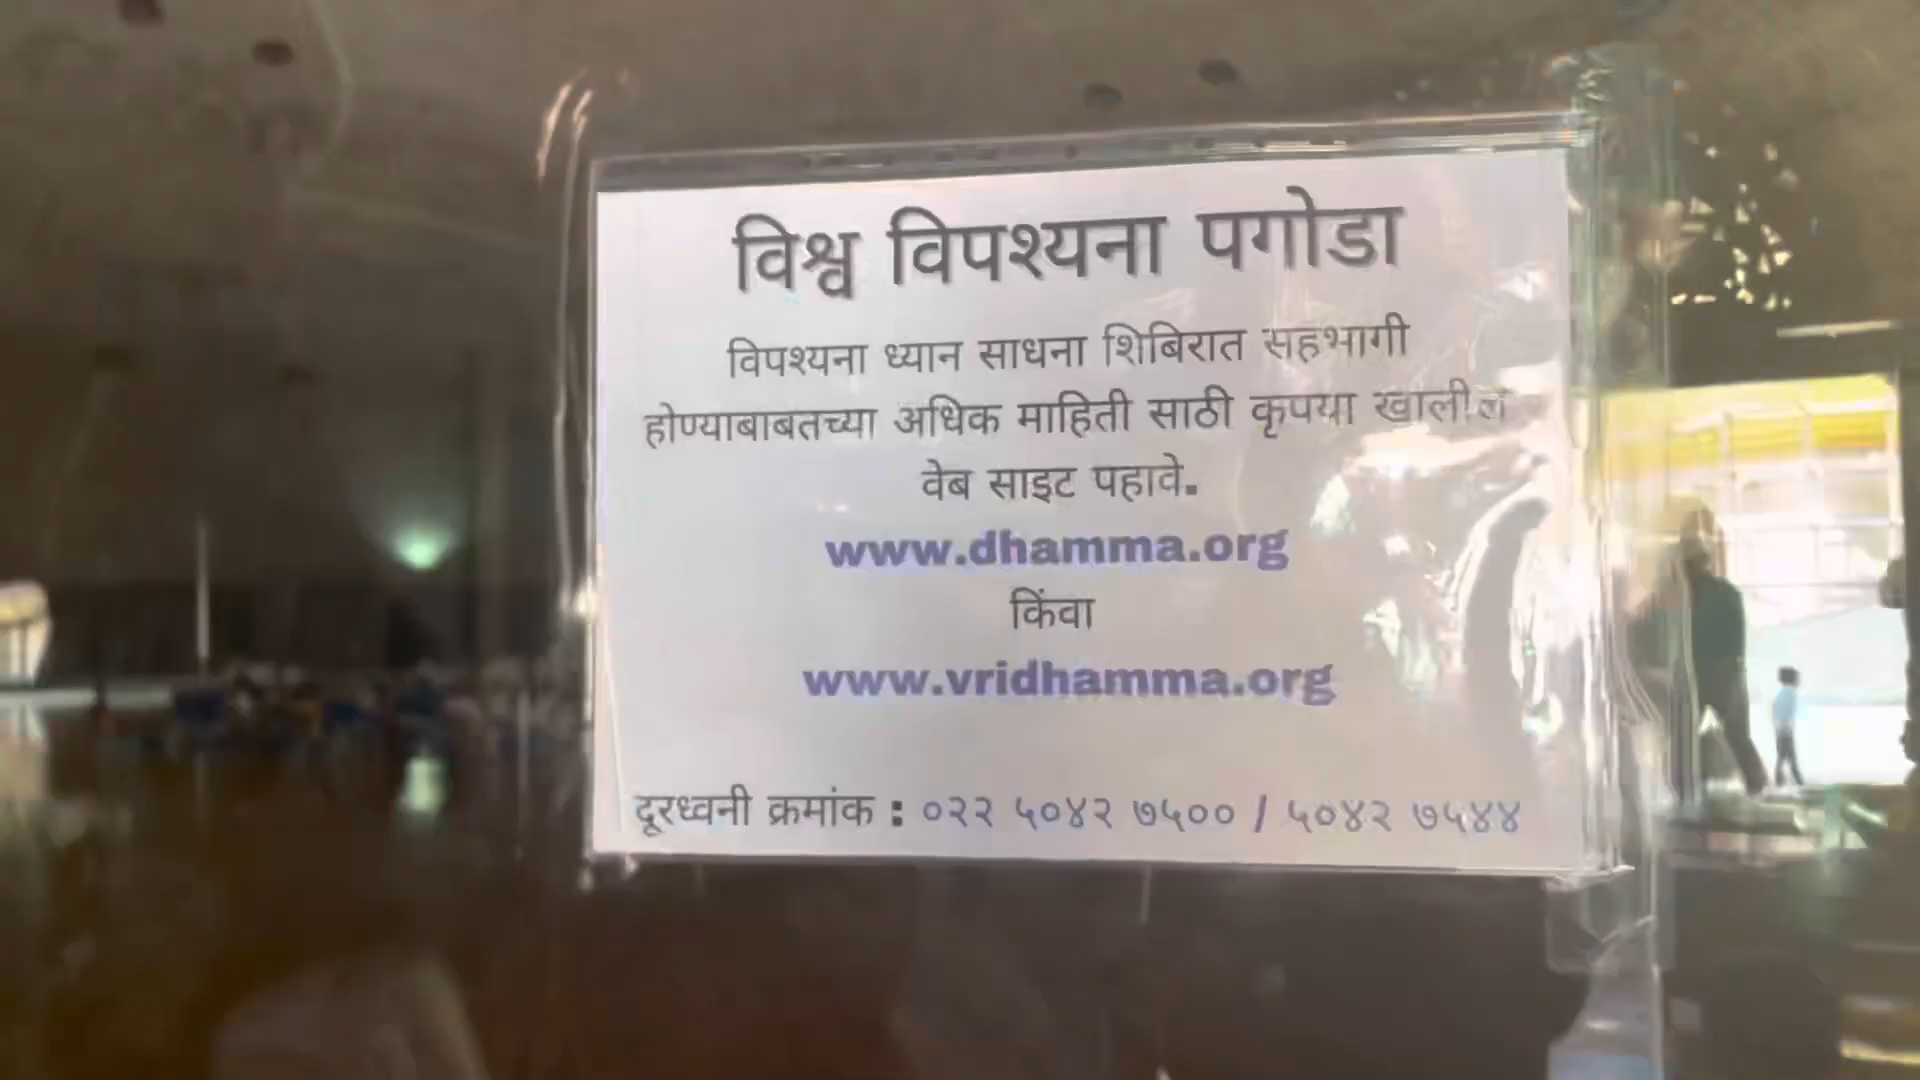 विश्व विपश्यना पगोडा
विपश्यना ध्यान साधना शिबिरात सहभागी
होण्याबाबतच्या अधिक माहिती साठी कृपया खालील
वेब साइट पहावे.
www.dhamma.org
किंवा
www.vridhamma.org
दूरध्वनी क्रमांक : ०२२ ५०४२ ७५०० / ५०४२ ७५४४